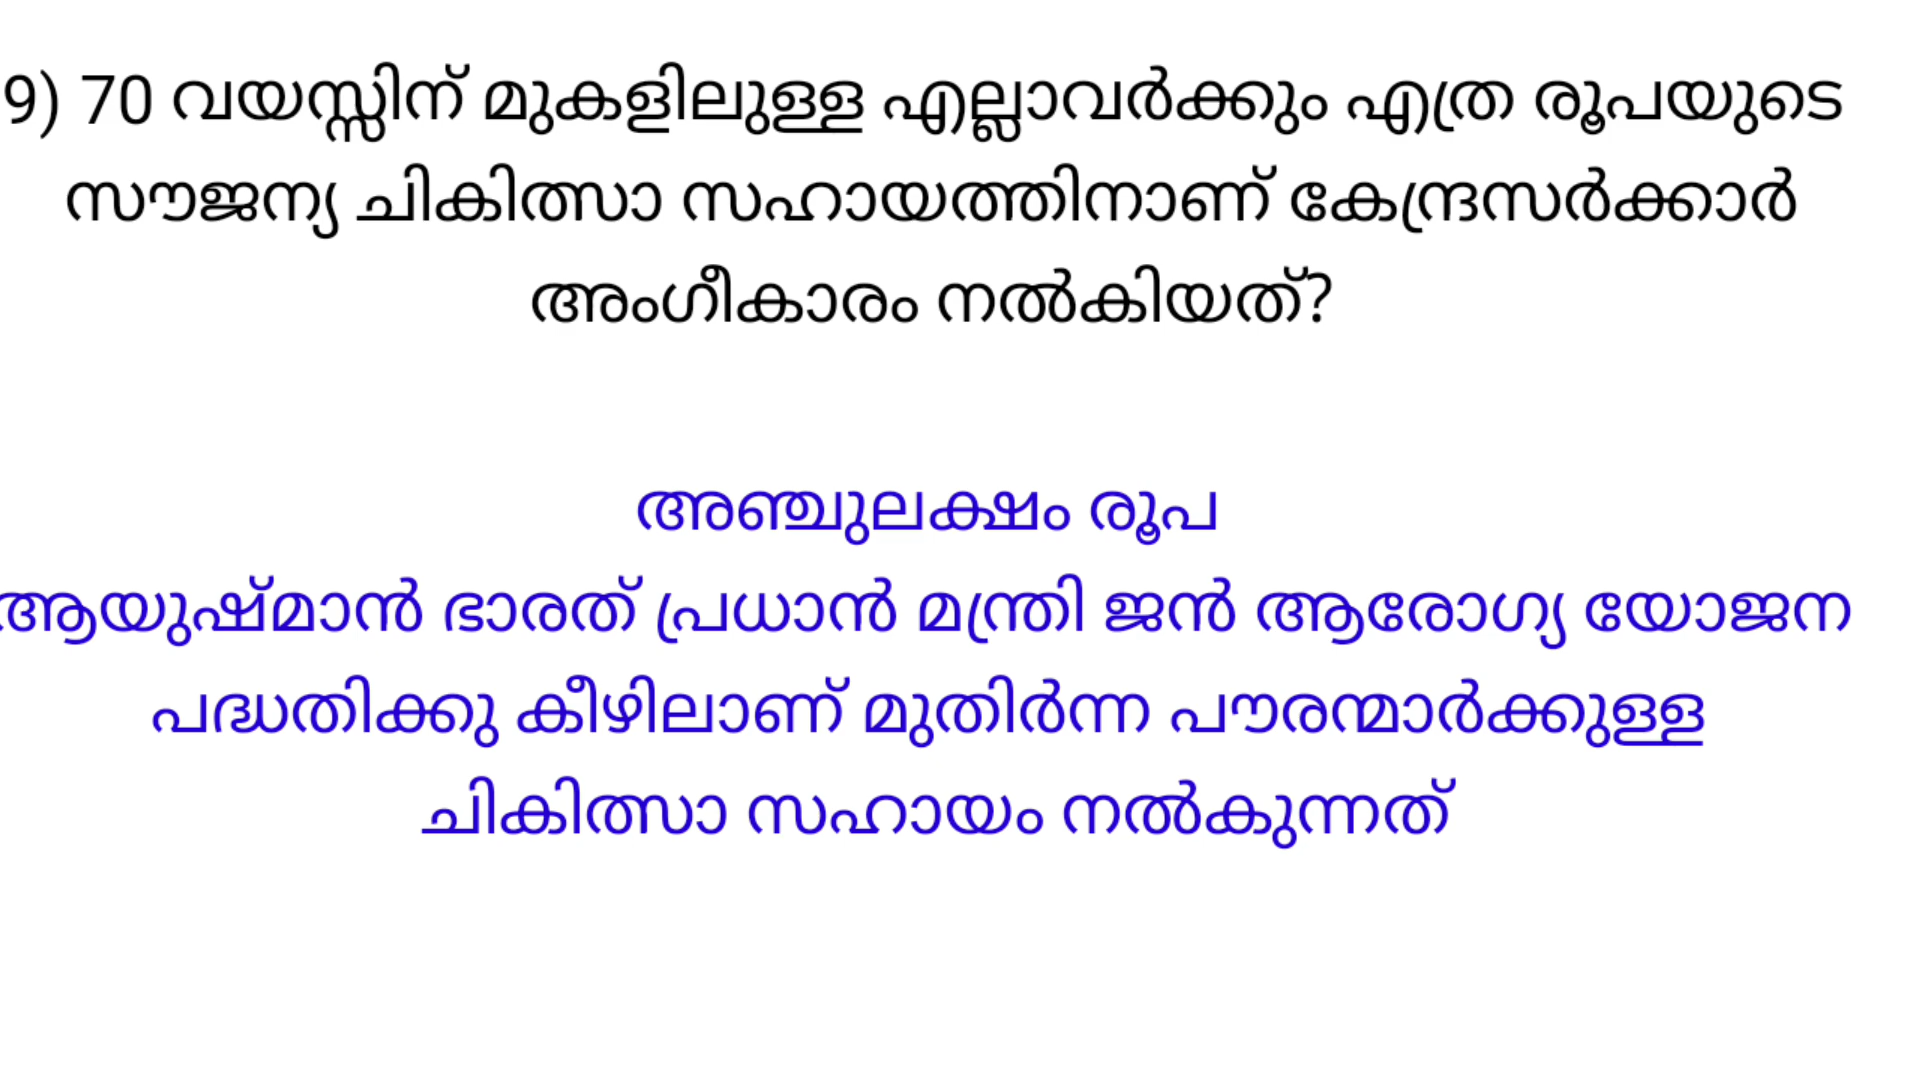 9) 70 വയസ്സിന് മുകളിലുള്ള എല്ലാവർക്കും എത്ര രൂപയുടെ
സൗജന്യ ചികിത്സാ സഹായത്തിനാണ് കേന്ദ്രസർക്കാർ
അംഗീകാരം നൽകിയത്?
അഞ്ചുലക്ഷം രൂപ
ആയുഷ്മാൻ ഭാരത് പ്രധാൻ മന്ത്രി ജൻ ആരോഗ്യ യോജന
പദ്ധതിക്കു കീഴിലാണ് മുതിർന്ന പൗരന്മാർക്കുള്ള
ചികിത്സാ സഹായം നൽകുന്നത്